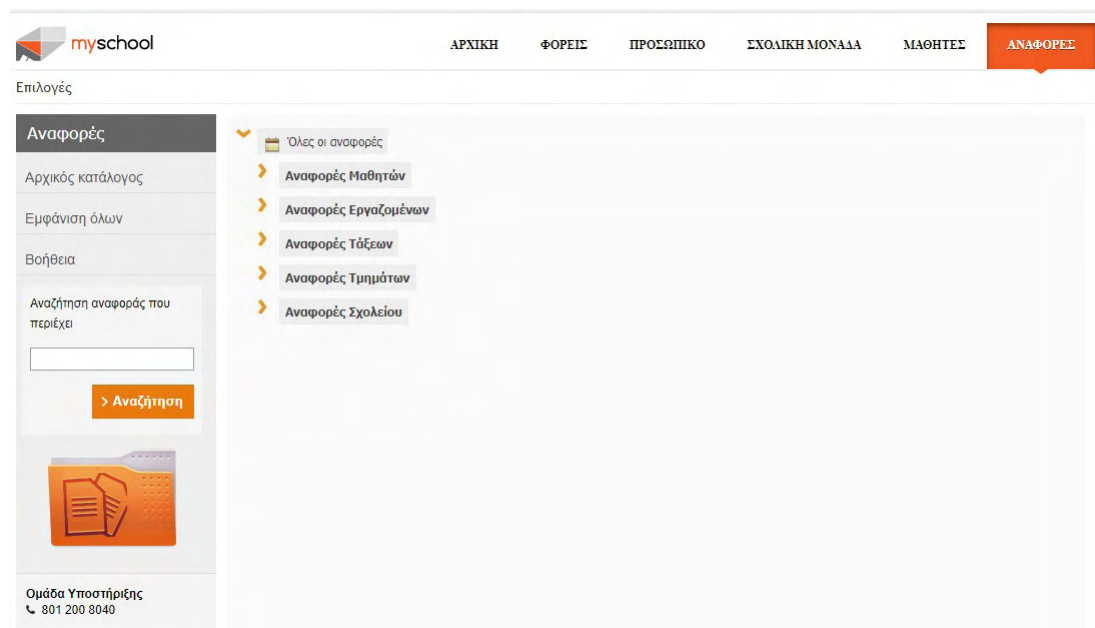 myschool
ΑΡΧΙΚΗ ΦΟΡΕΙΣ ΠΡΟΣΩΠΙΚΟ ΣΧΟΛΙΚΗ ΜΟΝΑΔΑ ΜΑΘΗΤΕΣ ΑΝΑΦΟΡΕΣ
Επιλογές
Αναφορές
Αρχικός κατάλογος
Εμφάνιση όλων
Βοήθεια
Αναζήτηση αναφοράς που
περιέχει
> Αναζήτηση
Ομάδα Υποστήριξης
801 200 8040
Όλες οι αναφορές
Αναφορές Μαθητών
Αναφορές Εργαζομένων
Αναφορές Τάξεων
Αναφορές Τμημάτων
Αναφορές Σχολείου